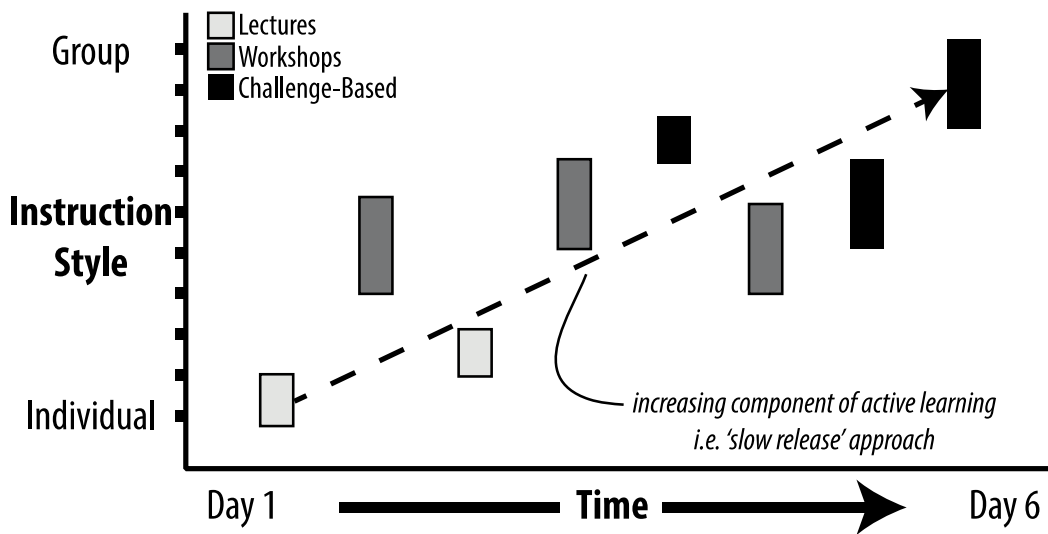 Group
Lectures
Workshops
Challenge-Based
Instruction
Style
Individual
increasing component of active learning
i.e. ‘slow release’ approach
Day 1
Time
Day 6